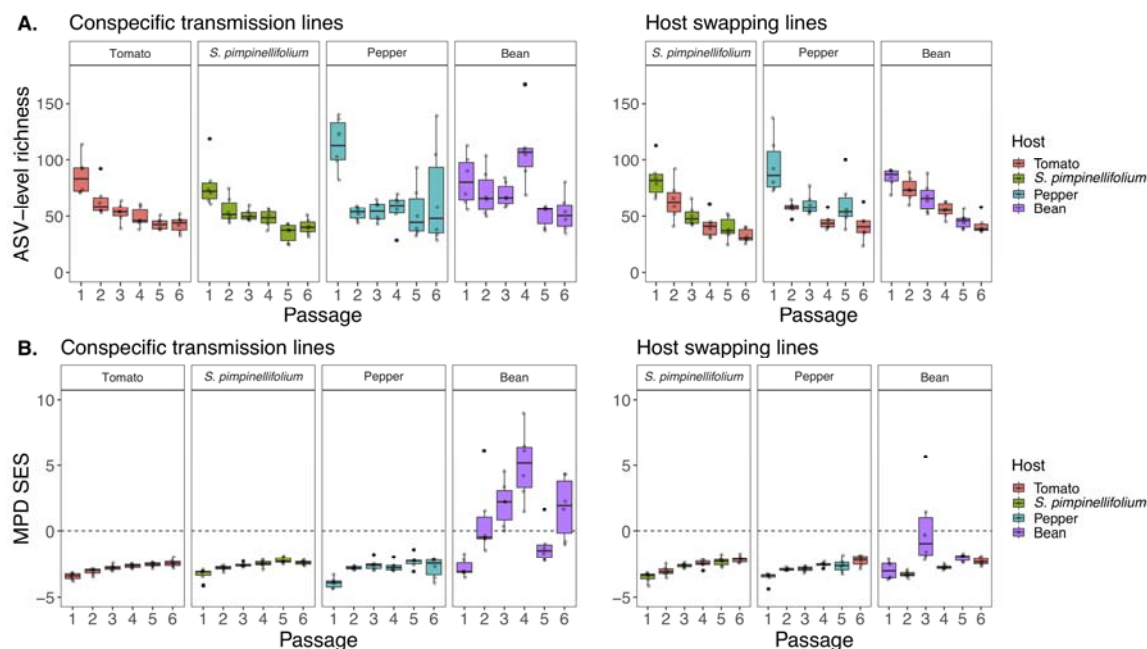 A. Conspecific transmission lines
Host swapping lines
Tomato S. pimpinellifolium Pepper Bean
S. pimpinellifolium Pepper Bean
ASV-level richness
150
100
50
0
150
100
50
0
1 2 3 4 5 6 1 2 3 4 5 6 1 2 3 4 5 6 1 2 3 4 5 6
1 2 3 4 5 6 1 2 3 4 5 6 1 2 3 4 5 6
Passage
Passage
Host
Tomato
S. pimpinellifolium
Pepper
Bean
B. Conspecific transmission lines
Host swapping lines
Tomato S. pimpinellifolium Pepper Bean
S. pimpinellifolium Pepper Bean
MPD SES
10
5
0
−5
10
5
0
−5
1 2 3 4 5 6 1 2 3 4 5 6 1 2 3 4 5 6 1 2 3 4 5 6
1 2 3 4 5 6 1 2 3 4 5 6 1 2 3 4 5 6
Passage
Passage
Host
Tomato
S. pimpinellifolium
Pepper
Bean